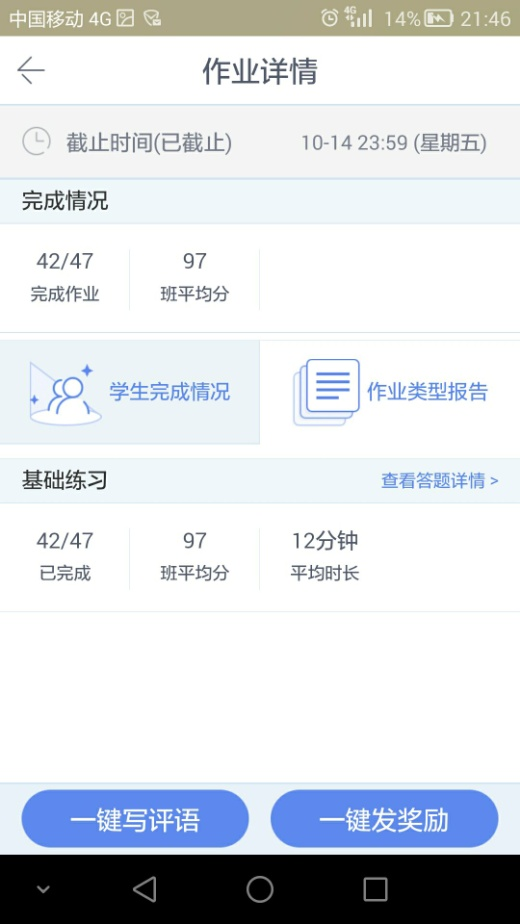 中国移动 4G 4G 14% 21:46
作业详情
截止时间(已截止) 10-14 23:59 (星期五)
完成情况
42/47 97
完成作业 班平均分
学生完成情况 作业类型报告
基础练习 查看答题详情 >
42/47 97 12分钟
已完成 班平均分 平均时长
一键写评语 一键发奖励